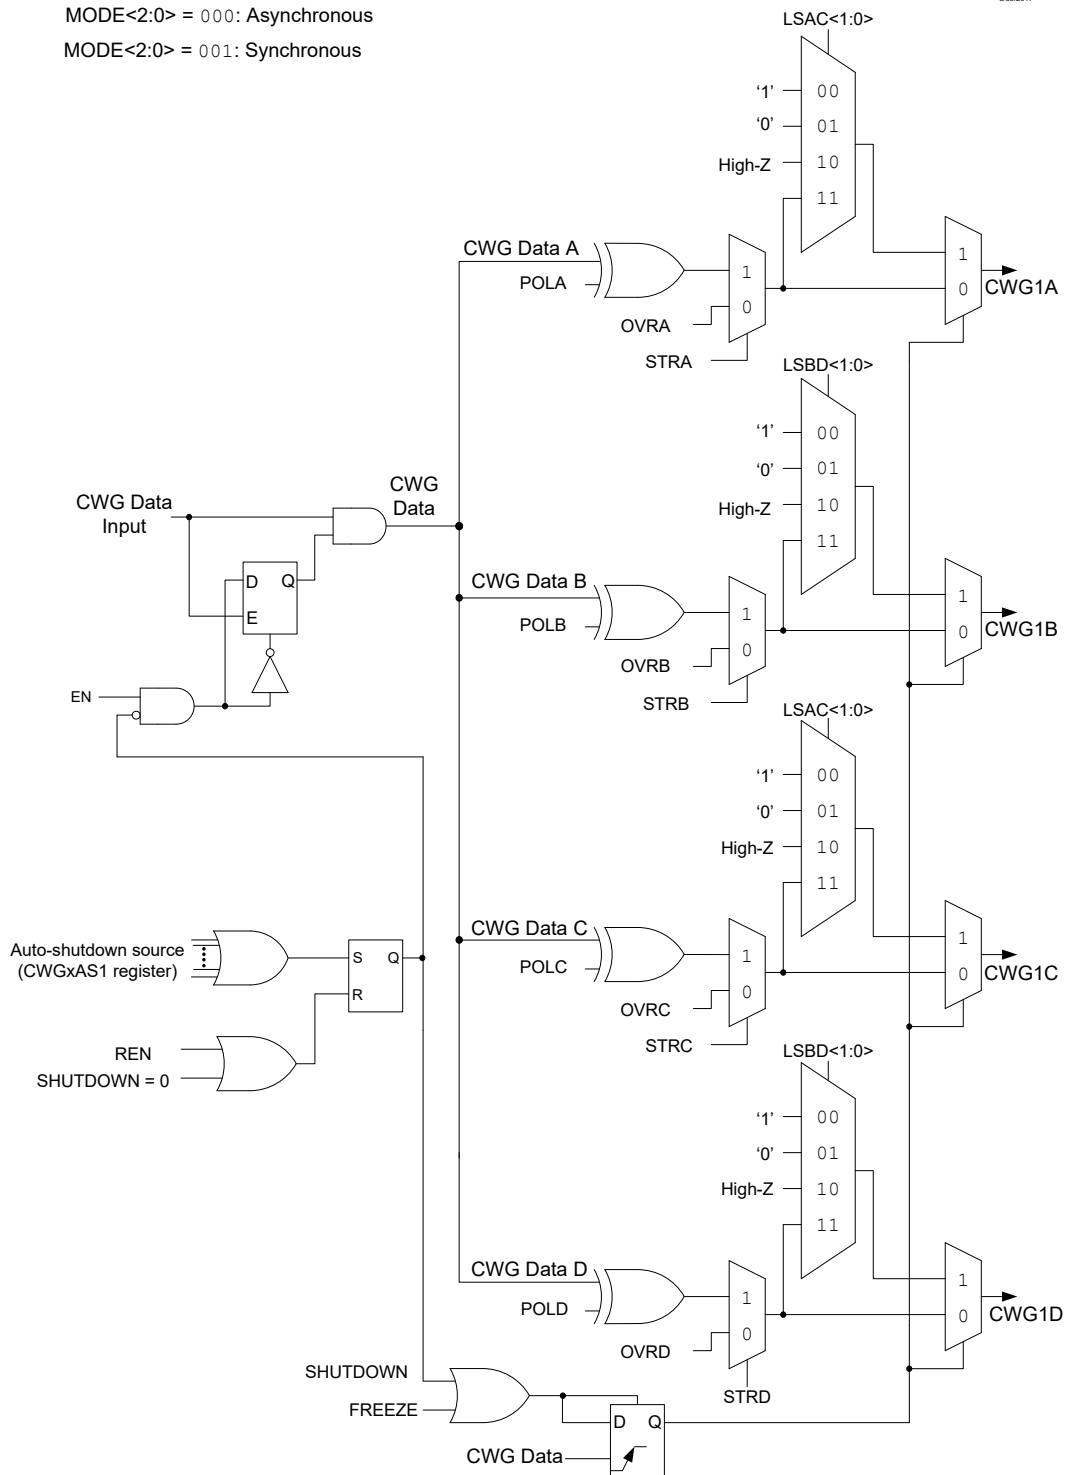 MODE<2:0> = 000: Asynchronous
MODE<2:0> = 001: Synchronous
LSAC<1:0>
'1'
00
'0'
01
High-Z
10
11
CWG Data A
POLA
1
0
OVRA
STRA
1
0
CWG1A
LSBD<1:0>
'1'
00
'0'
01
High-Z
10
11
CWG Data
Input
CWG
Data
D
Q
E
EN
CWG Data B
POLB
1
0
OVRB
STRB
1
0
CWG1B
LSAC<1:0>
'1'
00
'0'
01
High-Z
10
11
CWG Data C
POLC
1
0
OVRC
STRC
1
0
CWG1C
Auto-shutdown source
(CWGxAS1 register)
S
Q
R
REN
SHUTDOWN = 0
LSBD<1:0>
'1'
00
'0'
01
High-Z
10
11
CWG Data D
POLD
1
0
OVRD
STRD
1
0
CWG1D
SHUTDOWN
FREEZE
D
Q
CWG Data